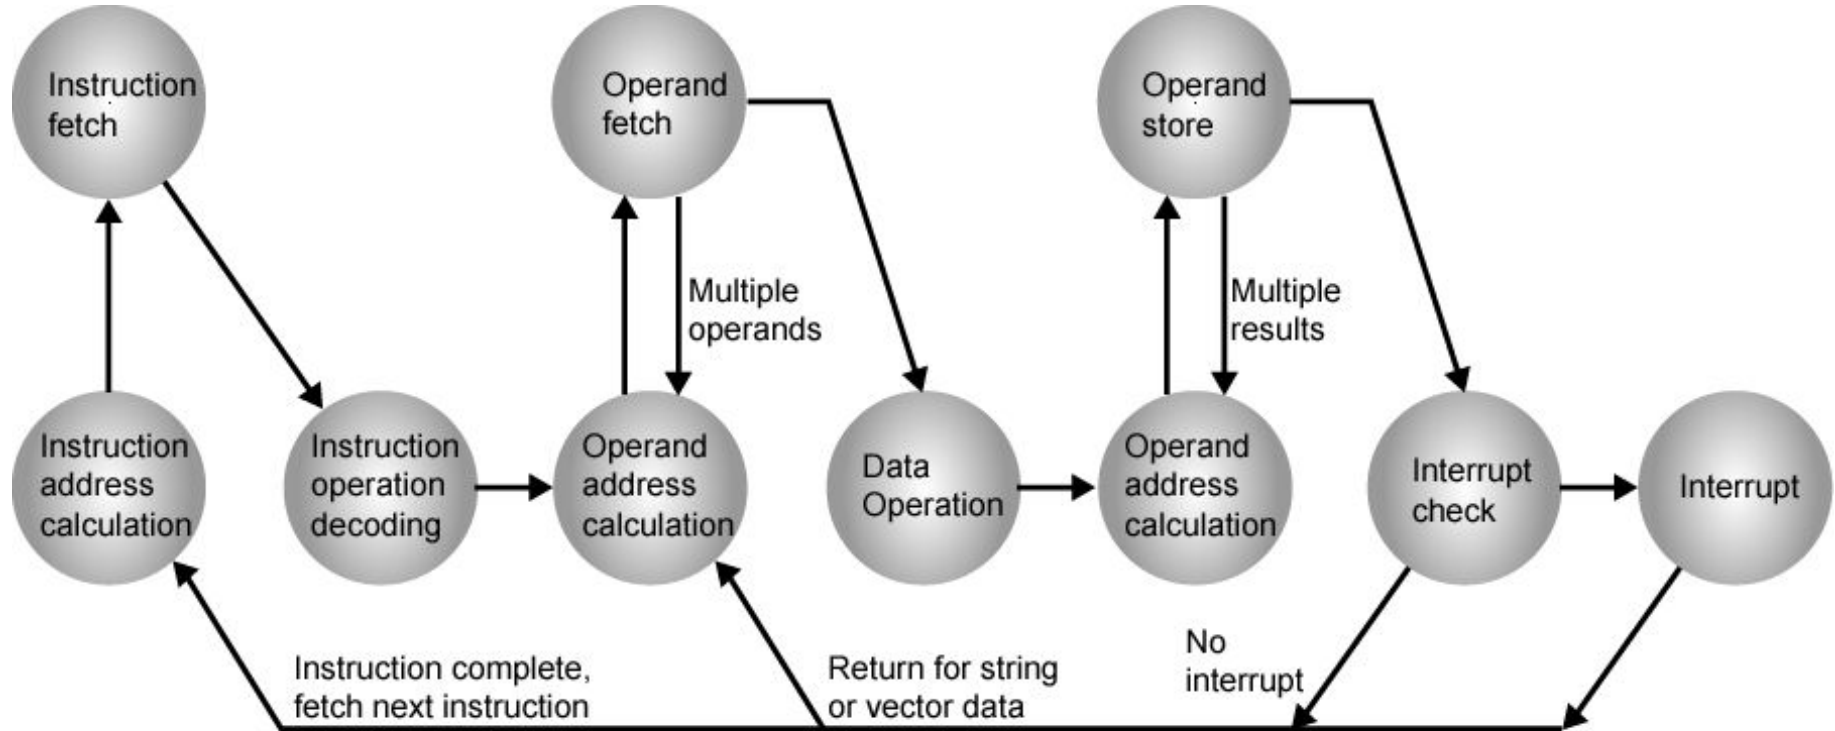 Instruction
fetch
Operand
fetch
Operand
store
Multiple
operands
Multiple
results
Instruction
address
calculation
Instruction
operation
decoding
Operand
address
calculation
Data
Operation
Operand
address
calculation
Interrupt
check
Interrupt
No
interrupt
Instruction complete,
fetch next instruction
Return for string
or vector data